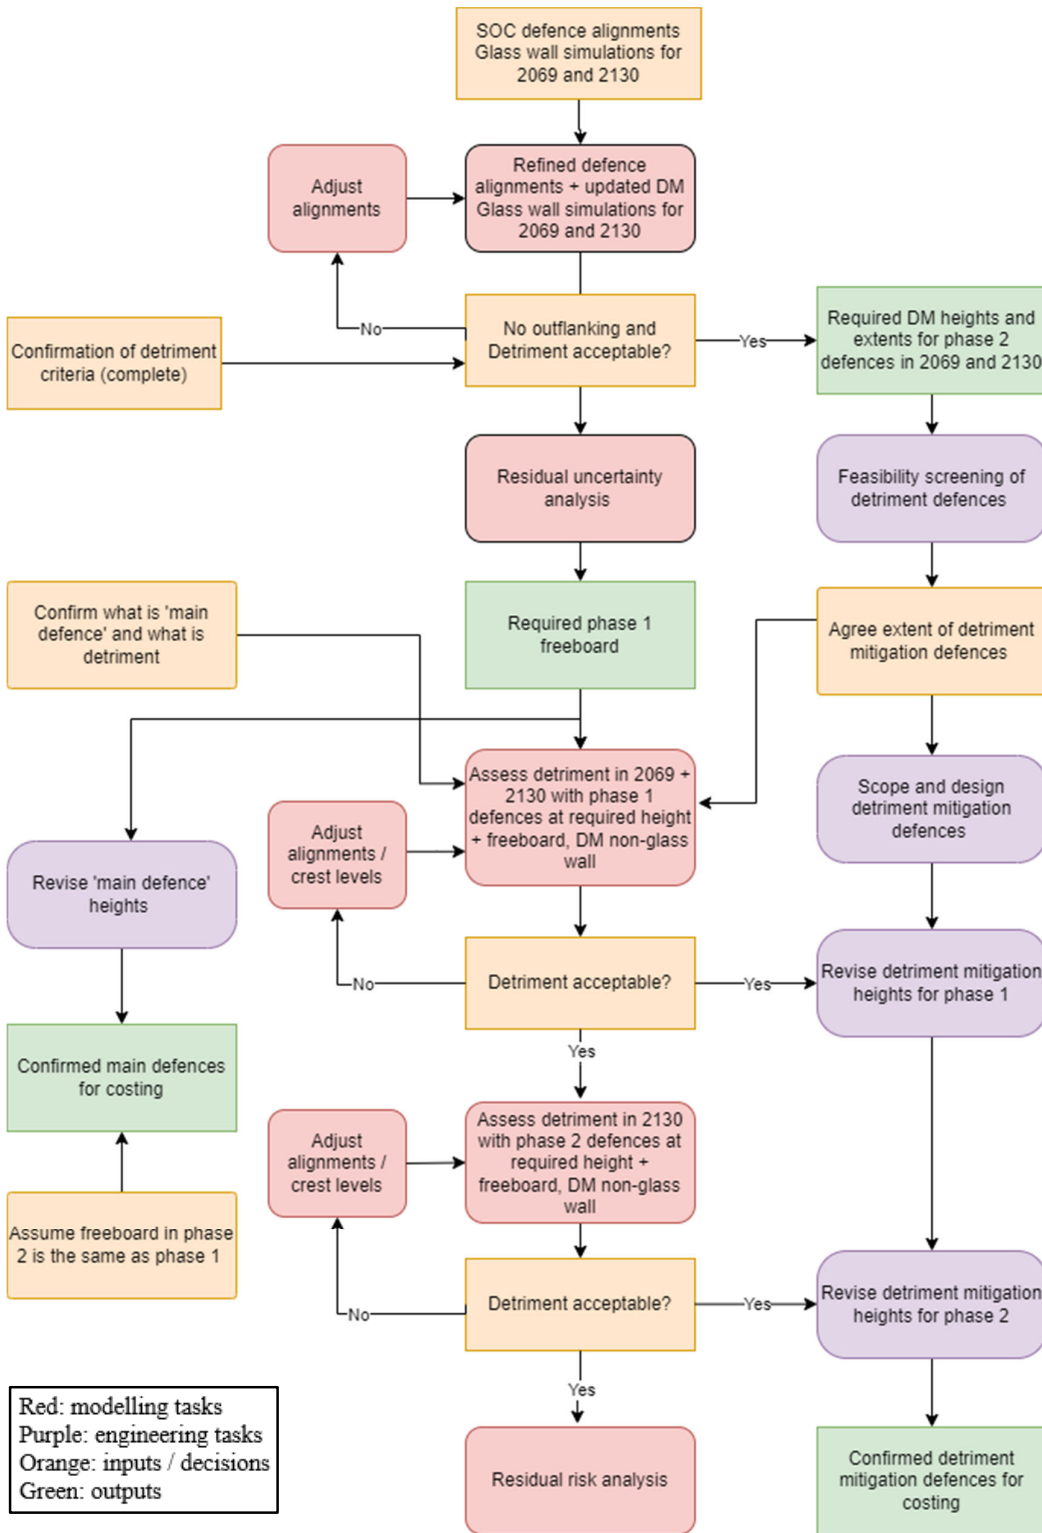 SOC defence alignments
Glass wall simulations for
2069 and 2130
Adjust
alignments
Refined defence
alignments + updated DM
Glass wall simulations for
2069 and 2130
No
Confirmation of detriment
criteria (complete)
No outflanking and
Detriment acceptable?
Yes
Required DM heights and
extents for phase 2
defences in 2069 and 2130
Residual uncertainty
analysis
Feasibility screening of
detriment defences
Confirm what is 'main
defence' and what is
detriment
Required phase 1
freeboard
Agree extent of detriment
mitigation defences
Assess detriment in 2069 +
2130 with phase 1
defences at required height
+ freeboard, DM non-glass
wall
Scope and design
detriment mitigation
defences
Adjust
alignments /
crest levels
Revise 'main defence'
heights
No
Detriment acceptable?
Yes
Revise detriment mitigation
heights for phase 1
Confirmed main defences
for costing
Yes
Adjust
alignments /
crest levels
Assess detriment in 2130
with phase 2 defences at
required height +
freeboard, DM non-glass
wall
Assume freeboard in phase
2 is the same as phase 1
No
Detriment acceptable?
Yes
Revise detriment mitigation
heights for phase 2
Yes
Red: modelling tasks
Purple: engineering tasks
Orange: inputs / decisions
Green: outputs
Residual risk analysis
Confirmed detriment
mitigation defences for
costing